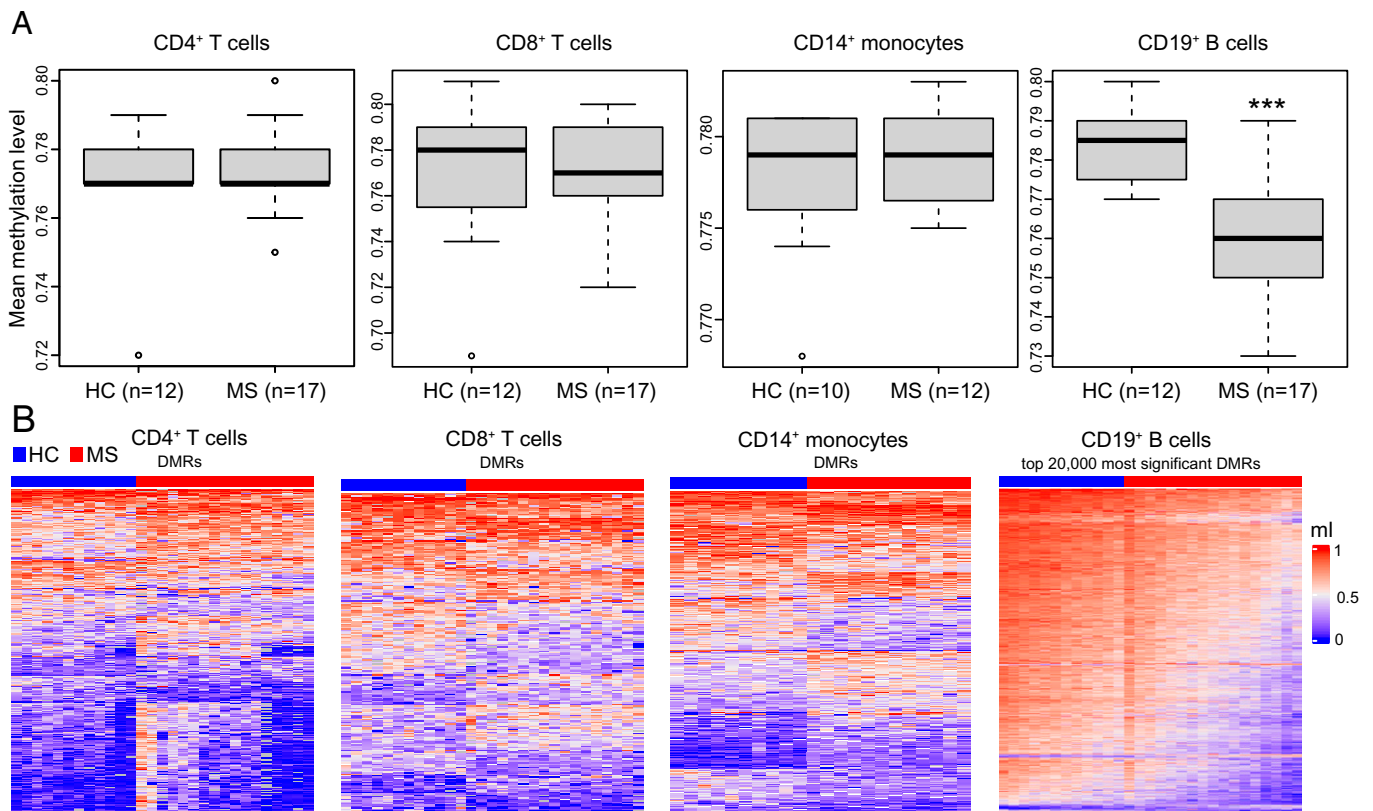 A
CD4⁺ T cells
CD8⁺ T cells
CD14⁺ monocytes
CD19⁺ B cells
Mean methylation level
0.80
0.78
0.76
0.74
0.72
HC (n=12)
MS (n=17)
0.80
0.78
0.76
0.74
0.72
0.70
HC (n=12)
MS (n=17)
0.780
0.775
0.770
HC (n=10)
MS (n=12)
0.80
0.79
0.78
0.77
0.76
0.75
0.74
0.73
***
HC (n=12)
MS (n=17)
B
HC MS
CD4⁺ T cells
DMRs
CD8⁺ T cells
DMRs
CD14⁺ monocytes
DMRs
CD19⁺ B cells
top 20,000 most significant DMRs
ml
1
0.5
0